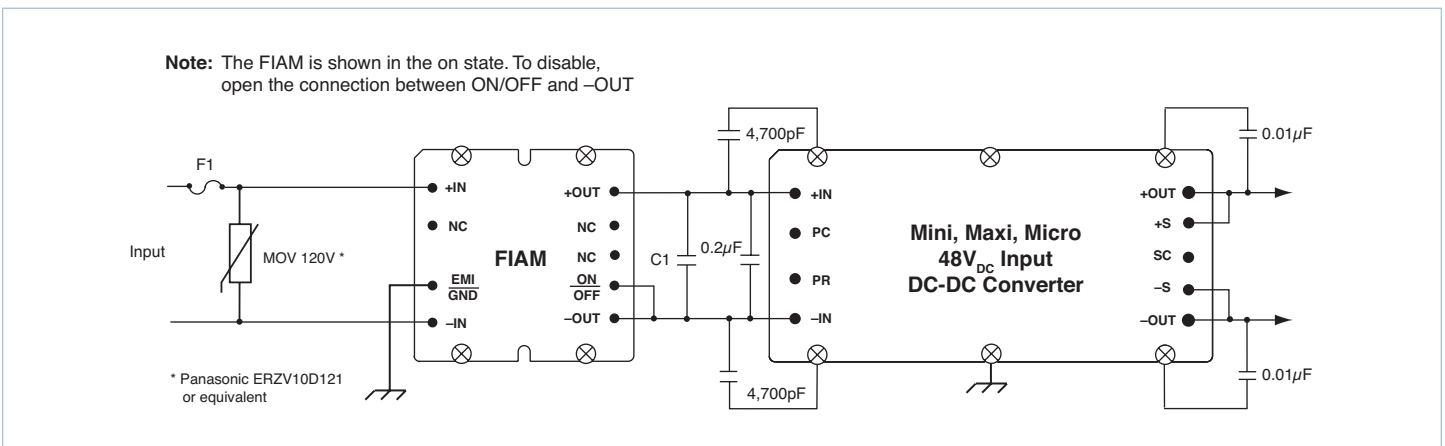 Note: The FIAM is shown in the on state. To disable,
open the connection between ON/OFF and –OUT
F1
Input
MOV 120V *
* Panasonic ERZV10D121
or equivalent
+IN
NC
EMI
GND
–IN
FIAM
+OUT
NC
NC
ON
OFF
–OUT
4,700pF
C1
0.2µF
4,700pF
+IN
PC
PR
–IN
Mini, Maxi, Micro
48VDC Input
DC-DC Converter
+OUT
+S
SC
–S
–OUT
0.01µF
0.01µF